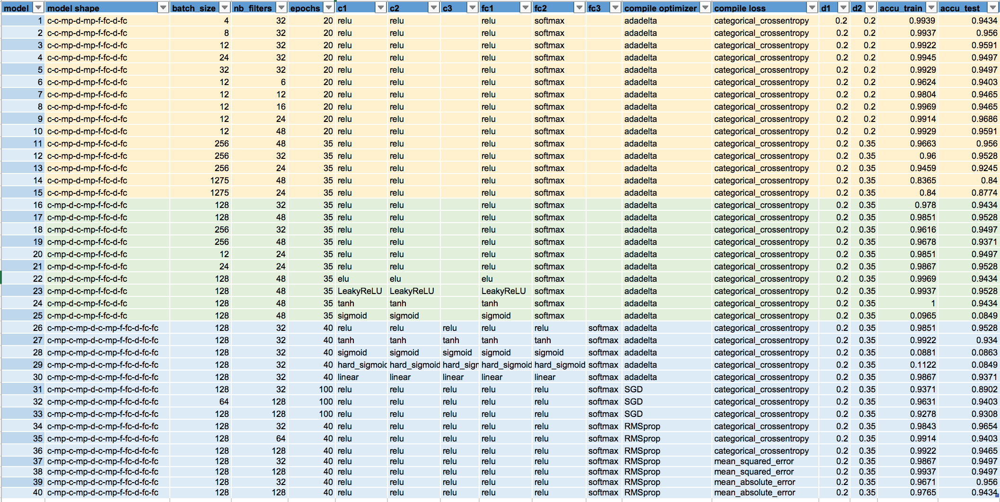 model model shape batch_size nb_filters epochs c1 c2 c3 fc1 fc2 fc3 compile optimizer compile loss d1 d2 accu_train accu_test
1 c-c-mp-d-mp-f-fc-d-fc 4 32 20 relu relu relu softmax adadelta categorical_crossentropy 0.2 0.2 0.9939 0.9434
2 c-c-mp-d-mp-f-fc-d-fc 8 32 20 relu relu relu softmax adadelta categorical_crossentropy 0.2 0.2 0.9937 0.956
3 c-c-mp-d-mp-f-fc-d-fc 12 32 20 relu relu relu softmax adadelta categorical_crossentropy 0.2 0.2 0.9922 0.9591
4 c-c-mp-d-mp-f-fc-d-fc 24 32 20 relu relu relu softmax adadelta categorical_crossentropy 0.2 0.2 0.9945 0.9497
5 c-c-mp-d-mp-f-fc-d-fc 32 32 20 relu relu relu softmax adadelta categorical_crossentropy 0.2 0.2 0.9929 0.9497
6 c-c-mp-d-mp-f-fc-d-fc 12 6 20 relu relu relu softmax adadelta categorical_crossentropy 0.2 0.2 0.9624 0.9403
7 c-c-mp-d-mp-f-fc-d-fc 12 12 20 relu relu relu softmax adadelta categorical_crossentropy 0.2 0.2 0.9804 0.9465
8 c-c-mp-d-mp-f-fc-d-fc 12 16 20 relu relu relu softmax adadelta categorical_crossentropy 0.2 0.2 0.9969 0.9465
9 c-c-mp-d-mp-f-fc-d-fc 12 24 20 relu relu relu softmax adadelta categorical_crossentropy 0.2 0.2 0.9914 0.9686
10 c-c-mp-d-mp-f-fc-d-fc 12 48 20 relu relu relu softmax adadelta categorical_crossentropy 0.2 0.2 0.9929 0.9591
11 c-c-mp-d-mp-f-fc-d-fc 256 48 35 relu relu relu softmax adadelta categorical_crossentropy 0.2 0.35 0.9663 0.956
12 c-c-mp-d-mp-f-fc-d-fc 256 32 35 relu relu relu softmax adadelta categorical_crossentropy 0.2 0.35 0.96 0.9528
13 c-c-mp-d-mp-f-fc-d-fc 256 24 35 relu relu relu softmax adadelta categorical_crossentropy 0.2 0.35 0.9459 0.9245
14 c-c-mp-d-mp-f-fc-d-fc 1275 48 35 relu relu relu softmax adadelta categorical_crossentropy 0.2 0.35 0.8365 0.84
15 c-c-mp-d-mp-f-fc-d-fc 1275 24 35 relu relu relu softmax adadelta categorical_crossentropy 0.2 0.35 0.84 0.8774
16 c-mp-d-c-mp-f-fc-d-fc 128 32 35 relu relu relu softmax adadelta categorical_crossentropy 0.2 0.35 0.978 0.9434
17 c-mp-d-c-mp-f-fc-d-fc 128 48 35 relu relu relu softmax adadelta categorical_crossentropy 0.2 0.35 0.9851 0.9528
18 c-mp-d-c-mp-f-fc-d-fc 256 32 35 relu relu relu softmax adadelta categorical_crossentropy 0.2 0.35 0.9616 0.9497
19 c-mp-d-c-mp-f-fc-d-fc 256 48 35 relu relu relu softmax adadelta categorical_crossentropy 0.2 0.35 0.9678 0.9371
20 c-mp-d-c-mp-f-fc-d-fc 12 24 35 relu relu relu softmax adadelta categorical_crossentropy 0.2 0.35 0.9851 0.9497
21 c-mp-d-c-mp-f-fc-d-fc 24 24 35 relu relu relu softmax adadelta categorical_crossentropy 0.2 0.35 0.9867 0.9528
22 c-mp-d-c-mp-f-fc-d-fc 128 48 35 elu elu elu softmax adadelta categorical_crossentropy 0.2 0.35 0.9969 0.9434
23 c-mp-d-c-mp-f-fc-d-fc 128 48 35 LeakyReLU LeakyReLU LeakyReLU softmax adadelta categorical_crossentropy 0.2 0.35 0.9937 0.9528
24 c-mp-d-c-mp-f-fc-d-fc 128 48 35 tanh tanh tanh softmax adadelta categorical_crossentropy 0.2 0.35 1 0.9434
25 c-mp-d-c-mp-f-fc-d-fc 128 48 35 sigmoid sigmoid sigmoid softmax adadelta categorical_crossentropy 0.2 0.35 0.0965 0.0849
26 c-mp-c-mp-d-c-mp-f-fc-d-fc-fc 128 32 40 relu relu relu relu relu softmax adadelta categorical_crossentropy 0.2 0.35 0.9851 0.9528
27 c-mp-c-mp-d-c-mp-f-fc-d-fc-fc 128 32 40 tanh tanh tanh tanh tanh softmax adadelta categorical_crossentropy 0.2 0.35 0.9922 0.934
28 c-mp-c-mp-d-c-mp-f-fc-d-fc-fc 128 32 40 sigmoid sigmoid sigmoid sigmoid sigmoid softmax adadelta categorical_crossentropy 0.2 0.35 0.0881 0.0863
29 c-mp-c-mp-d-c-mp-f-fc-d-fc-fc 128 32 40 hard_sigmoid hard_sigmoid hard_sigr hard_sigmoid hard_sigmoid softmax adadelta categorical_crossentropy 0.2 0.35 0.1122 0.0849
30 c-mp-c-mp-d-c-mp-f-fc-d-fc-fc 128 32 40 linear linear linear linear linear softmax adadelta categorical_crossentropy 0.2 0.35 0.9867 0.9371
31 c-mp-c-mp-d-c-mp-f-fc-d-fc-fc 128 32 100 relu relu relu relu relu softmax SGD categorical_crossentropy 0.2 0.35 0.9371 0.8902
32 c-mp-c-mp-d-c-mp-f-fc-d-fc-fc 64 128 100 relu relu relu relu relu softmax SGD categorical_crossentropy 0.2 0.35 0.9631 0.9403
33 c-mp-c-mp-d-c-mp-f-fc-d-fc-fc 128 128 100 relu relu relu relu relu softmax SGD categorical_crossentropy 0.2 0.35 0.9278 0.9308
34 c-mp-c-mp-d-c-mp-f-fc-d-fc-fc 128 32 40 relu relu relu relu relu softmax RMSprop categorical_crossentropy 0.2 0.35 0.9843 0.9654
35 c-mp-c-mp-d-c-mp-f-fc-d-fc-fc 128 64 40 relu relu relu relu relu softmax RMSprop categorical_crossentropy 0.2 0.35 0.9914 0.9403
36 c-mp-c-mp-d-c-mp-f-fc-d-fc-fc 128 128 40 relu relu relu relu relu softmax RMSprop categorical_crossentropy 0.2 0.35 0.9922 0.9465
37 c-mp-c-mp-d-c-mp-f-fc-d-fc-fc 128 32 40 relu relu relu relu relu softmax RMSprop mean_squared_error 0.2 0.35 0.9867 0.9497
38 c-mp-c-mp-d-c-mp-f-fc-d-fc-fc 128 128 40 relu relu relu relu relu softmax RMSprop mean_squared_error 0.2 0.35 0.9937 0.9497
39 c-mp-c-mp-d-c-mp-f-fc-d-fc-fc 128 32 40 relu relu relu relu relu softmax RMSprop mean_absolute_error 0.2 0.35 0.9671 0.956
40 c-mp-c-mp-d-c-mp-f-fc-d-fc-fc 128 128 40 relu relu relu relu relu softmax RMSprop mean_absolute_error 0.2 0.35 0.9765 0.9434